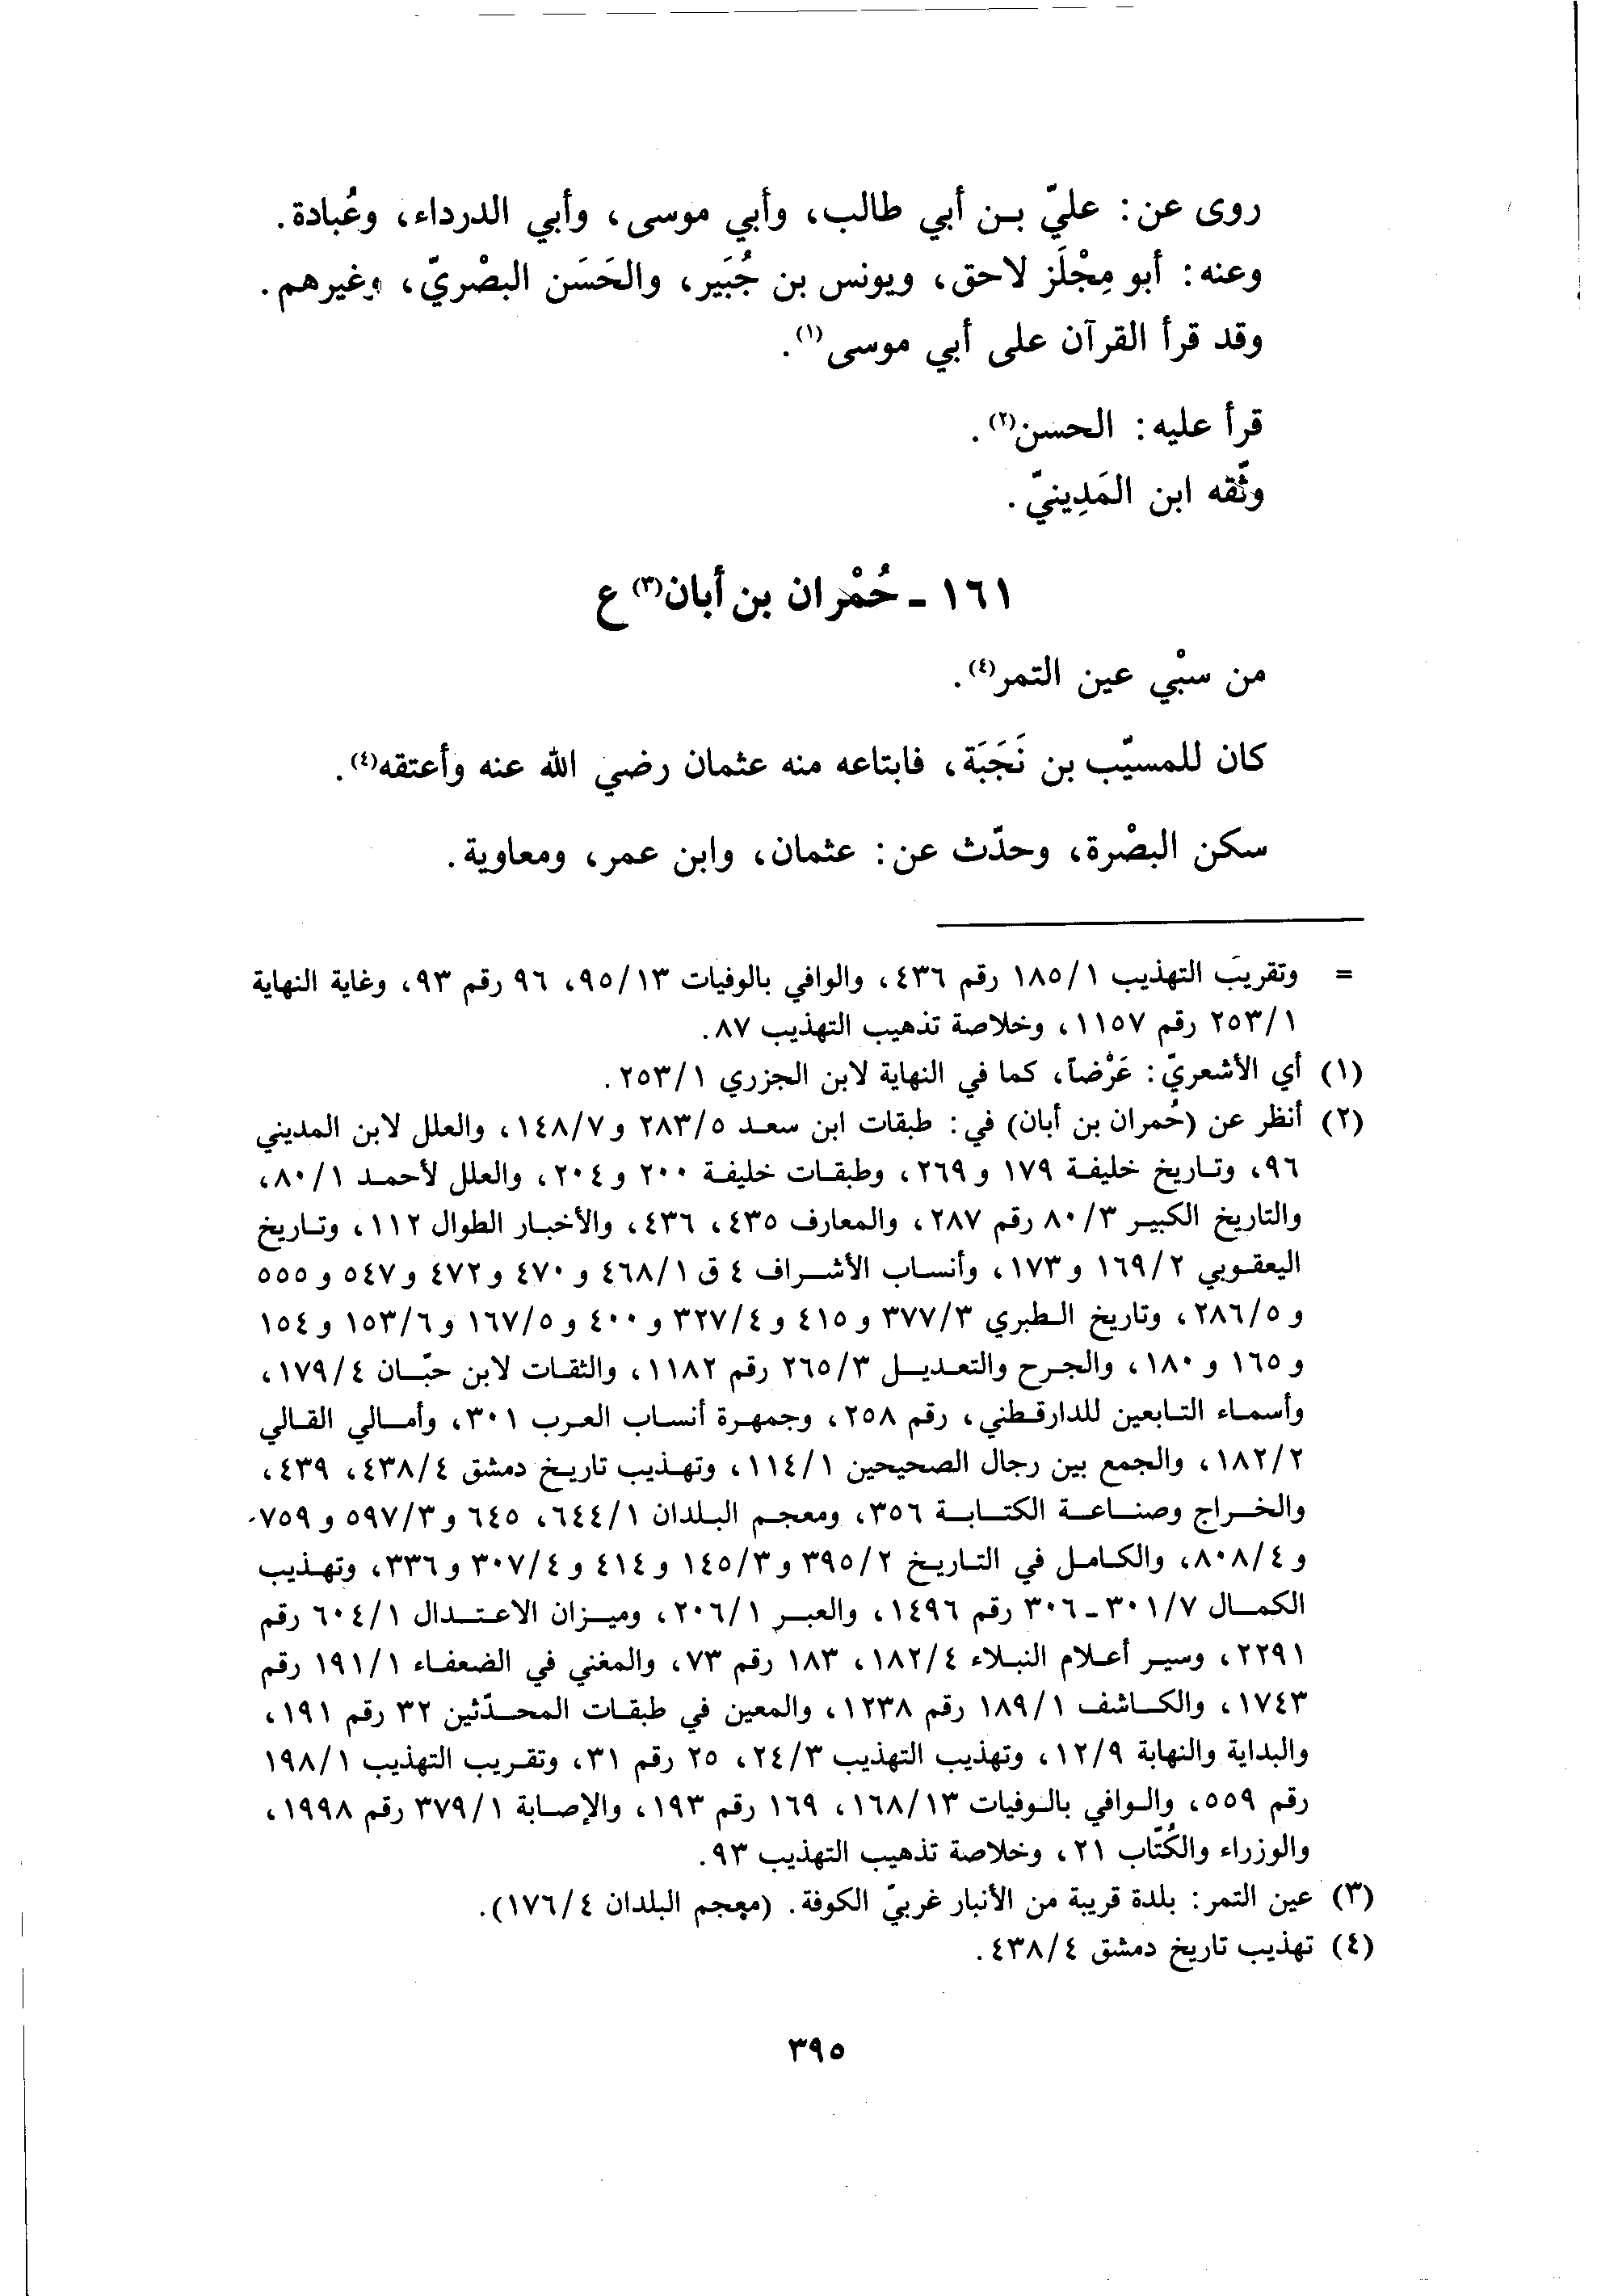 روى عن: عليّ بن أبي طالب، وأبي موسى، وأبي الدرداء، وعُبادة.
وعنه: أبو مِجْلَز لاحق، ويونس بن جُبَير، والحَسَن البصْريّ، وغيرهم.
وقد قرأ القرآن على أبي موسى(١).
قرأ عليه: الحسن(٢).
وثّقه ابن المَدِينيّ.
١٦١ - حُمْران بن أبان(٣) ع
من سبْي عين التمر(٤).
كان للمسيّب بن نَجَبَة، فابتاعه منه عثمان رضي الله عنه وأعتقه(٤).
سكن البصْرة، وحدّث عن: عثمان، وابن عمر، ومعاوية.
= وتقريب التهذيب ١/١٨٥ رقم ٤٣٦، والوافي بالوفيات ١٣/٩٥، ٩٦ رقم ٩٣، وغاية النهاية
١/٢٥٣ رقم ١١٥٧، وخلاصة تذهيب التهذيب ٨٧.
(١) أي الأشعريّ: عَرْضاً، كما في النهاية لابن الجزري ١/٢٥٣.
(٢) أنظر عن (حُمران بن أبان) في: طبقات ابن سعد ٥/٢٨٣ و٧/١٤٨، والعلل لابن المديني
٩٦، وتاريخ خليفة ١٧٩ و٢٦٩، وطبقات خليفة ٢٠٠ و٢٠٤، والعلل لأحمد ١/٨٠،
والتاريخ الكبير ٣/٨٠ رقم ٢٨٧، والمعارف ٤٣٥، ٤٣٦، والأخبار الطوال ١١٢، وتاريخ
اليعقوبي ٢/١٦٩ و١٧٣، وأنساب الأشراف ٤ ق ١/٤٦٨ و٤٧٠ و٤٧٢ و٥٤٧ و٥٥٥
و٥/٢٨٦، وتاريخ الطبري ٣/٣٧٧ و٤١٥ و٤/٣٢٧ و٤٠٠ و٥/١٦٧ و٦/١٥٣ و١٥٤
و١٦٥ و١٨٠، والجرح والتعديل ٣/٢٦٥ رقم ١١٨٢، والثقات لابن حبّان ٤/١٧٩،
وأسماء التابعين للدارقطني، رقم ٢٥٨، وجمهرة أنساب العرب ٣٠١، وأمالي القالي
٢/١٨٢، والجمع بين رجال الصحيحين ١/١١٤، وتهذيب تاريخ دمشق ٤/٤٣٨، ٤٣٩،
والخراج وصناعة الكتابة ٣٥٦، ومعجم البلدان ١/٦٤٤، ٦٤٥ و٣/٥٩٧ و٧٥٩
و٤/٨٠٨، والكامل في التاريخ ٢/٣٩٥ و٣/١٤٥ و٤١٤ و٤/٣٠٧ و٣٣٦، وتهذيب
الكمال ٧/٣٠١ - ٣٠٦ رقم ١٤٩٦، والعبر ١/٢٠٦، وميزان الاعتدال ١/٦٠٤ رقم
٢٢٩١، وسير أعلام النبلاء ٤/١٨٢، ١٨٣ رقم ٧٣، والمغني في الضعفاء ١/١٩١ رقم
١٧٤٣، والكاشف ١/١٨٩ رقم ١٢٣٨، والمعين في طبقات المحدّثين ٣٢ رقم ١٩١،
والبداية والنهاية ٩/١٢، وتهذيب التهذيب ٣/٢٤، ٢٥ رقم ٣١، وتقريب التهذيب ١/١٩٨
رقم ٥٥٩، والوافي بالوفيات ١٣/١٦٨، ١٦٩ رقم ١٩٣، والإصابة ١/٣٧٩ رقم ١٩٩٨،
والوزراء والكُتّاب ٢١، وخلاصة تذهيب التهذيب ٩٣.
(٣) عين التمر: بلدة قريبة من الأنبار غربيّ الكوفة. (معجم البلدان ٤/١٧٦).
(٤) تهذيب تاريخ دمشق ٤/٤٣٨.
٣٩٥